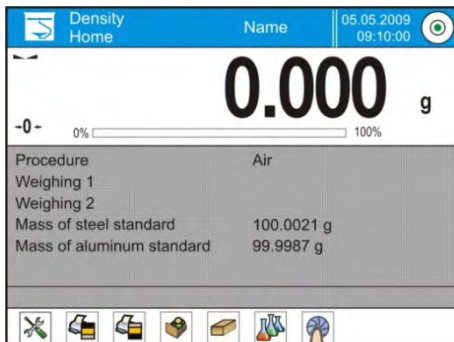 Density
Home
Name
05.05.2009
09:10:00
0.000 g
-0-
0% 100%
Procedure Air
Weighing 1
Weighing 2
Mass of steel standard 100.0021 g
Mass of aluminum standard 99.9987 g